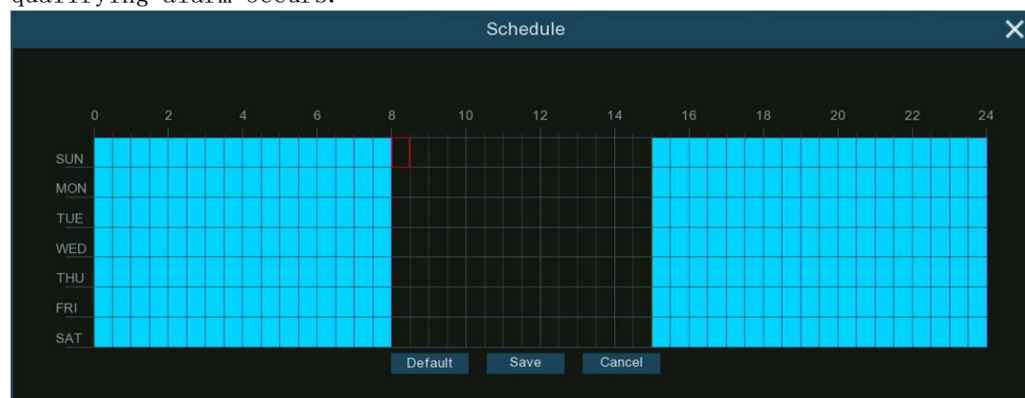 qualifying alarm occurs.
Schedule
0 2 4 6 8 10 12 14 16 18 20 22 24
SUN
MON
TUE
WED
THU
FRI
SAT
Default Save Cancel